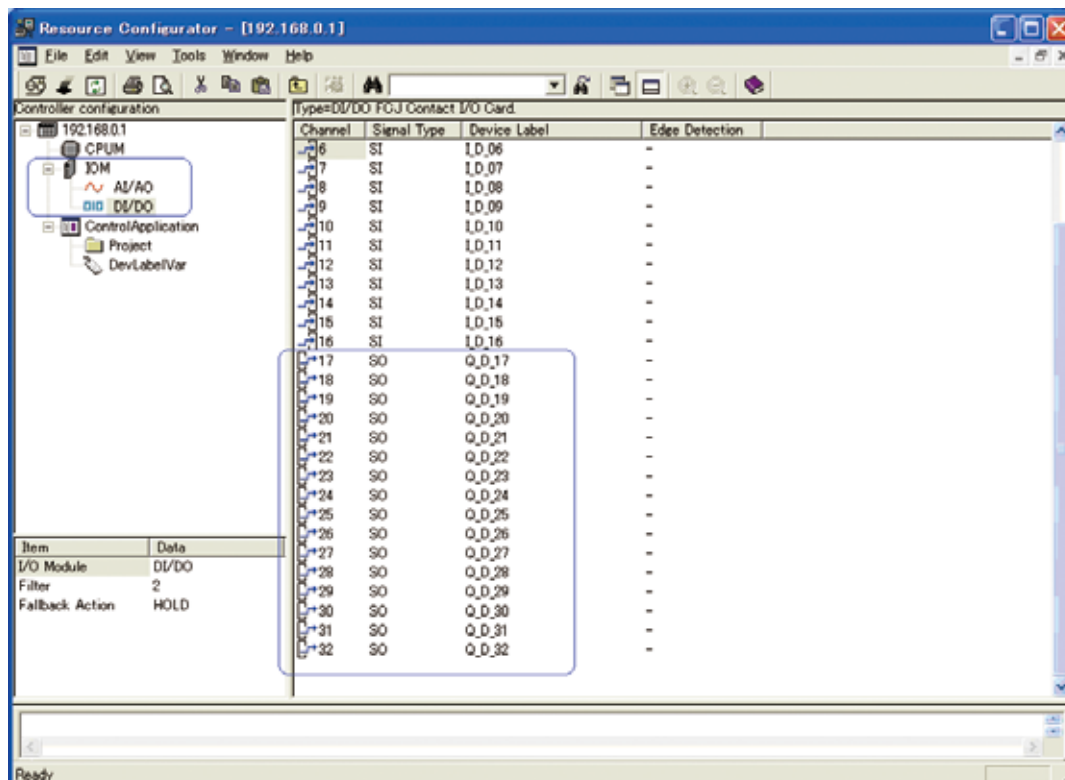 Resource Configurator - [192.168.0.1]
File Edit View Tools Window Help
Controller configuration
192.168.0.1
CPUM
IOM
AI/AO
DI/DO
ControlApplication
Project
DevLabelVar
Type=DI/DO FCJ Contact I/O Card.
Channel Signal Type Device Label Edge Detection
6 SI I_D_06 -
7 SI I_D_07 -
8 SI I_D_08 -
9 SI I_D_09 -
10 SI I_D_10 -
11 SI I_D_11 -
12 SI I_D_12 -
13 SI I_D_13 -
14 SI I_D_14 -
15 SI I_D_15 -
16 SI I_D_16 -
17 SO Q_D_17 -
18 SO Q_D_18 -
19 SO Q_D_19 -
20 SO Q_D_20 -
21 SO Q_D_21 -
22 SO Q_D_22 -
23 SO Q_D_23 -
24 SO Q_D_24 -
25 SO Q_D_25 -
26 SO Q_D_26 -
27 SO Q_D_27 -
28 SO Q_D_28 -
29 SO Q_D_29 -
30 SO Q_D_30 -
31 SO Q_D_31 -
32 SO Q_D_32 -
Item Data
I/O Module DI/DO
Filter 2
Fallback Action HOLD
Ready